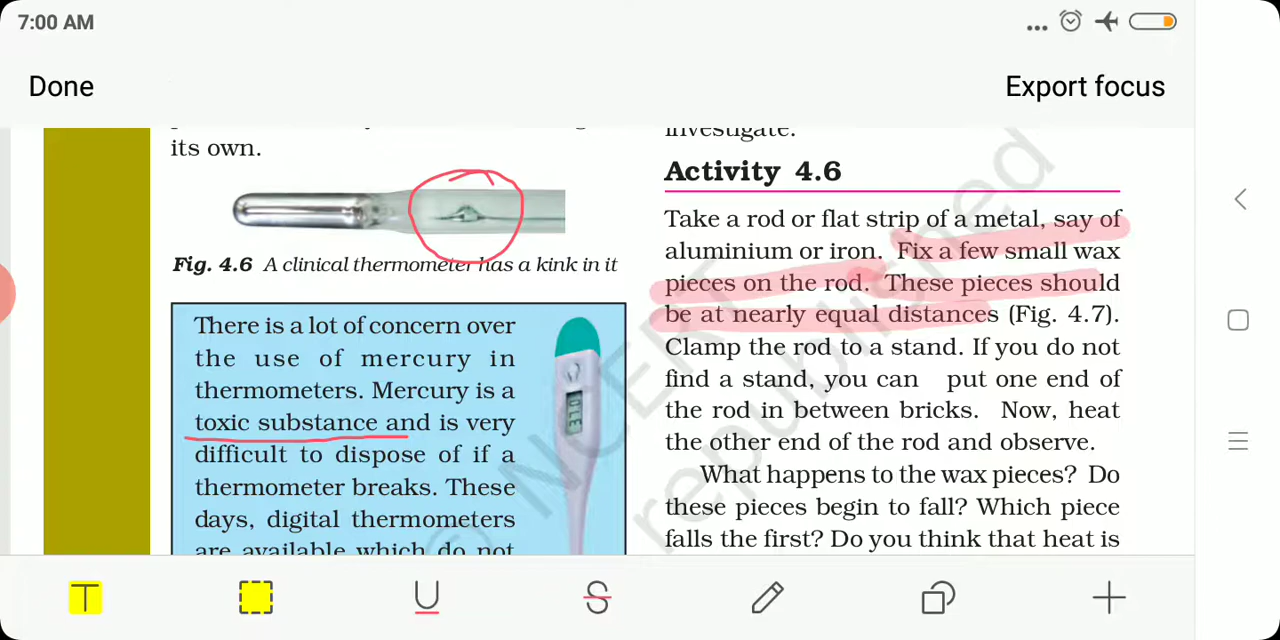 7:00 AM
Done
Export focus
its own.
Fig. 4.6 A clinical thermometer has a kink in it
There is a lot of concern over
the use of mercury in
thermometers. Mercury is a
toxic substance and is very
difficult to dispose of if a
thermometer breaks. These
days, digital thermometers
are available which do not
investigate.
Activity 4.6
Take a rod or flat strip of a metal, say of
aluminium or iron. Fix a few small wax
pieces on the rod. These pieces should
be at nearly equal distances (Fig. 4.7).
Clamp the rod to a stand. If you do not
find a stand, you can put one end of
the rod in between bricks. Now, heat
the other end of the rod and observe.
What happens to the wax pieces? Do
these pieces begin to fall? Which piece
falls the first? Do you think that heat is
© NCERT
republished
T
U
S